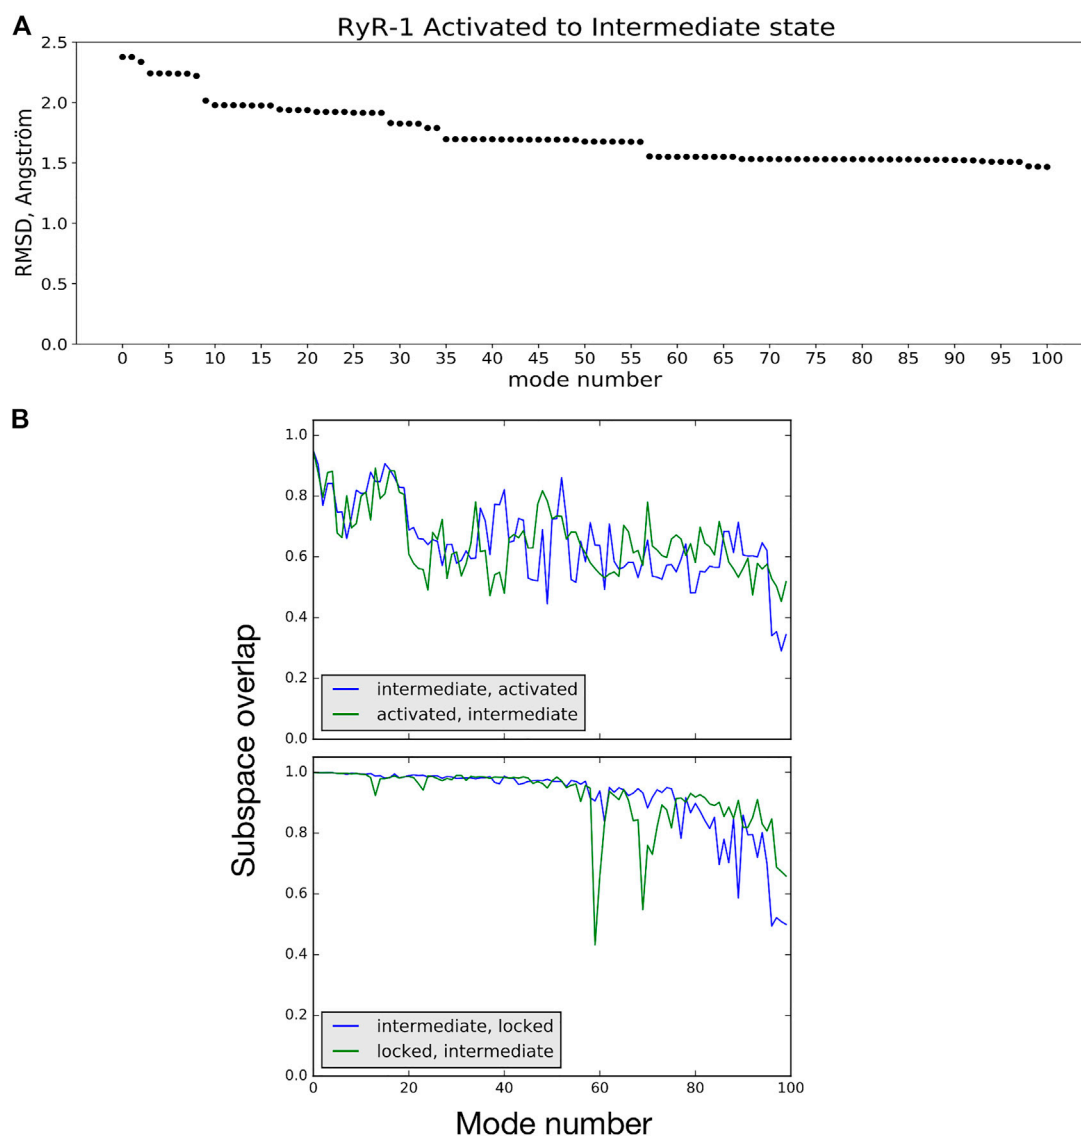 A
RyR-1 Activated to Intermediate state
RMSD, Angström
2.5
2.0
1.5
1.0
0.5
0.0
0 5 10 15 20 25 30 35 40 45 50 55 60 65 70 75 80 85 90 95 100
mode number
B
Subspace overlap
1.0
0.8
0.6
0.4
0.2
0.0
intermediate, activated
activated, intermediate
1.0
0.8
0.6
0.4
0.2
0.0
intermediate, locked
locked, intermediate
0 20 40 60 80 100
Mode number